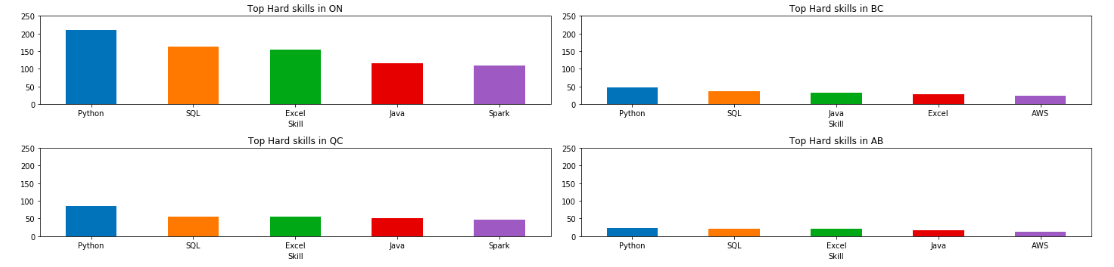 Top Hard skills in ON
250
200
150
100
50
0
Python SQL Excel Java Spark
Skill
Top Hard skills in BC
250
200
150
100
50
0
Python SQL Java Excel AWS
Skill
Top Hard skills in QC
250
200
150
100
50
0
Python SQL Excel Java Spark
Skill
Top Hard skills in AB
250
200
150
100
50
0
Python SQL Excel Java AWS
Skill